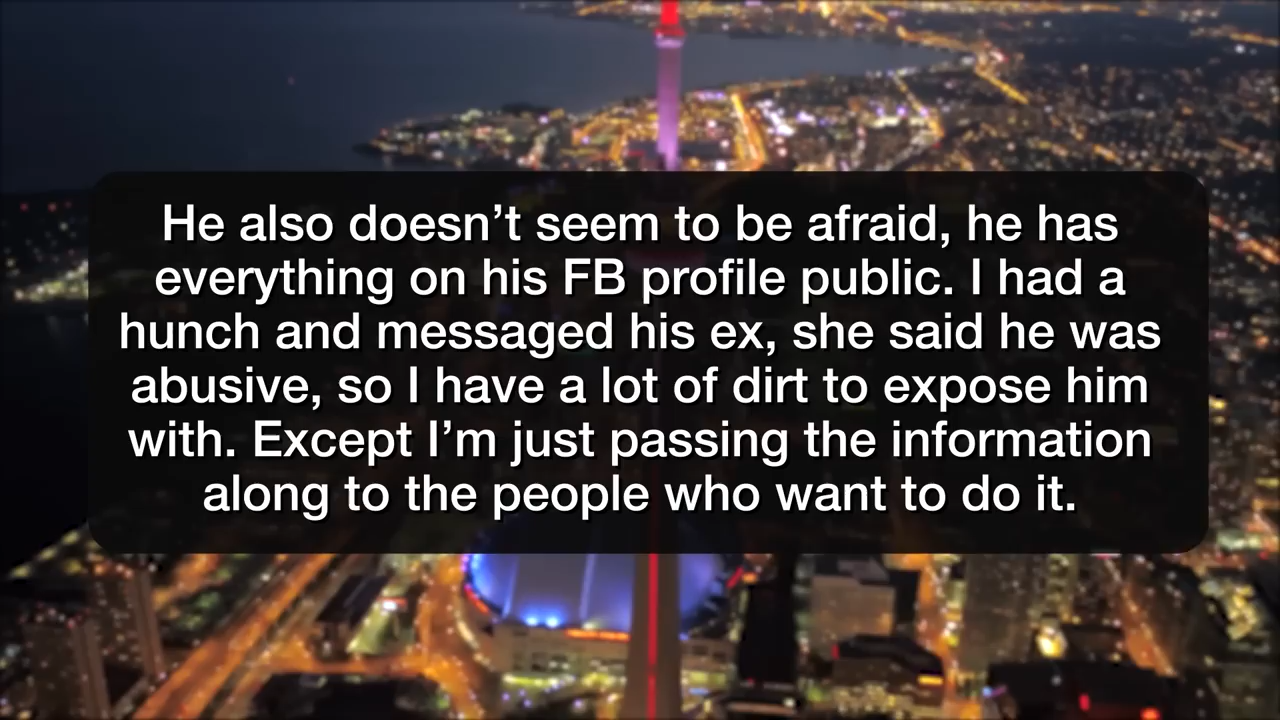 He also doesn’t seem to be afraid, he has
everything on his FB profile public. I had a
hunch and messaged his ex, she said he was
abusive, so I have a lot of dirt to expose him
with. Except I’m just passing the information
along to the people who want to do it.